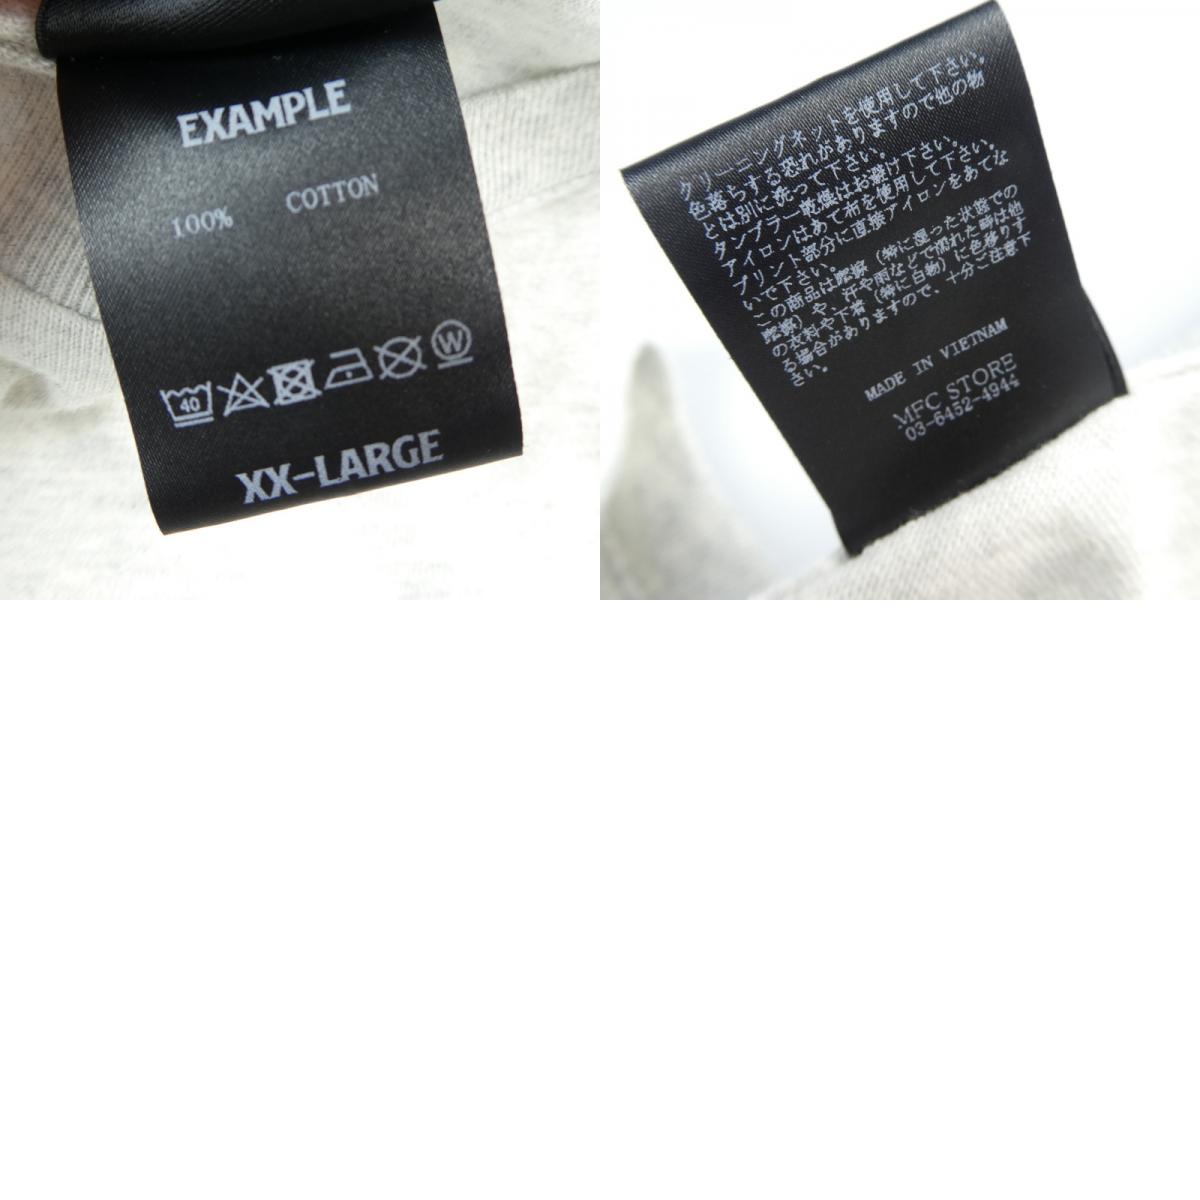 EXAMPLE
100% COTTON
40
W
XX-LARGE
クリーニングネットを使用して下さい。
色落ちする恐れがありますので他の物
とは別に洗って下さい。
タンブラー乾燥はお避け下さい。
アイロンはあて布を使用して下さい。
プリント部分に直接アイロンをあてな
いで下さい。
この商品は摩擦(特に湿った状態での
摩擦)や、汗や雨などで濡れた時は他
の衣料や下着(特に白物)に色移りす
る場合がありますので、十分ご注意下
さい。
MADE IN VIETNAM
MFC STORE
03-6452-4944